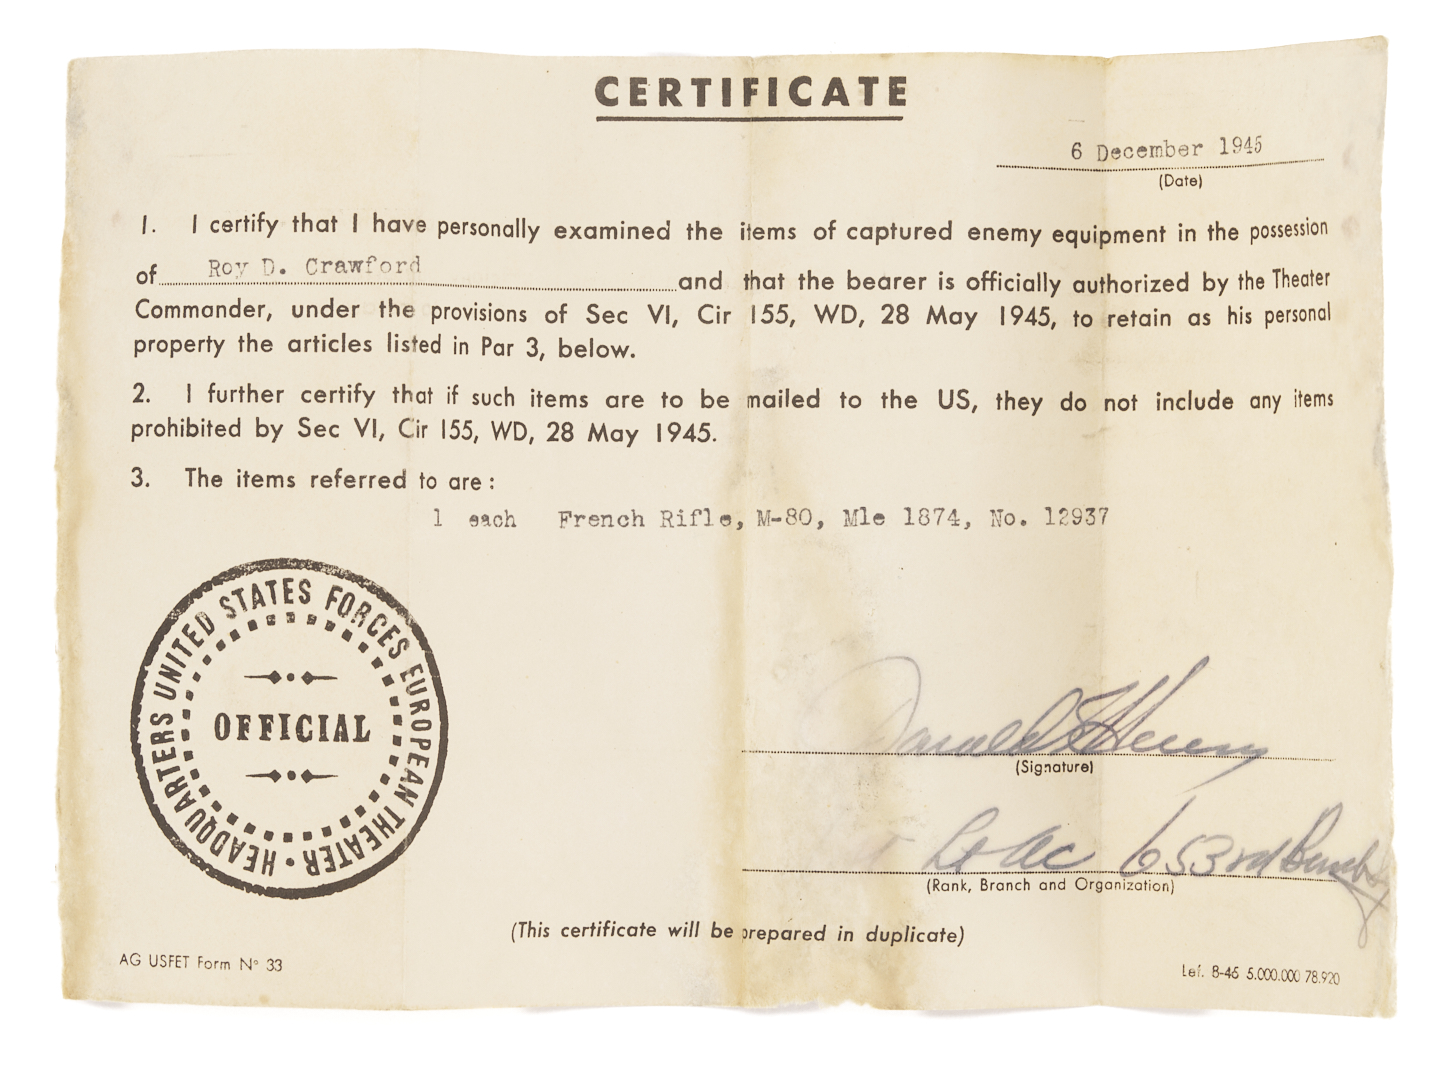 CERTIFICATE
6 December 1945
(Date)
1. I certify that I have personally examined the items of captured enemy equipment in the possession
of Roy D. Crawford and that the bearer is officially authorized by the Theater
Commander, under the provisions of Sec VI, Cir 155, WD, 28 May 1945, to retain as his personal
property the articles listed in Par 3, below.
2. I further certify that if such items are to be mailed to the US, they do not include any items
prohibited by Sec VI, Cir 155, WD, 28 May 1945.
3. The items referred to are:
1 each French Rifle, M-80, Mle 1874, No. 12937
HEADQUARTERS UNITED STATES FORCES EUROPEAN THEATER •
OFFICIAL
Donald Henry
(Signature)
Lt AC 653rd
(Rank, Branch and Organization)
(This certificate will be prepared in duplicate)
AG USFET Form N° 33
Lef. 8-45 5.000.000 78.920